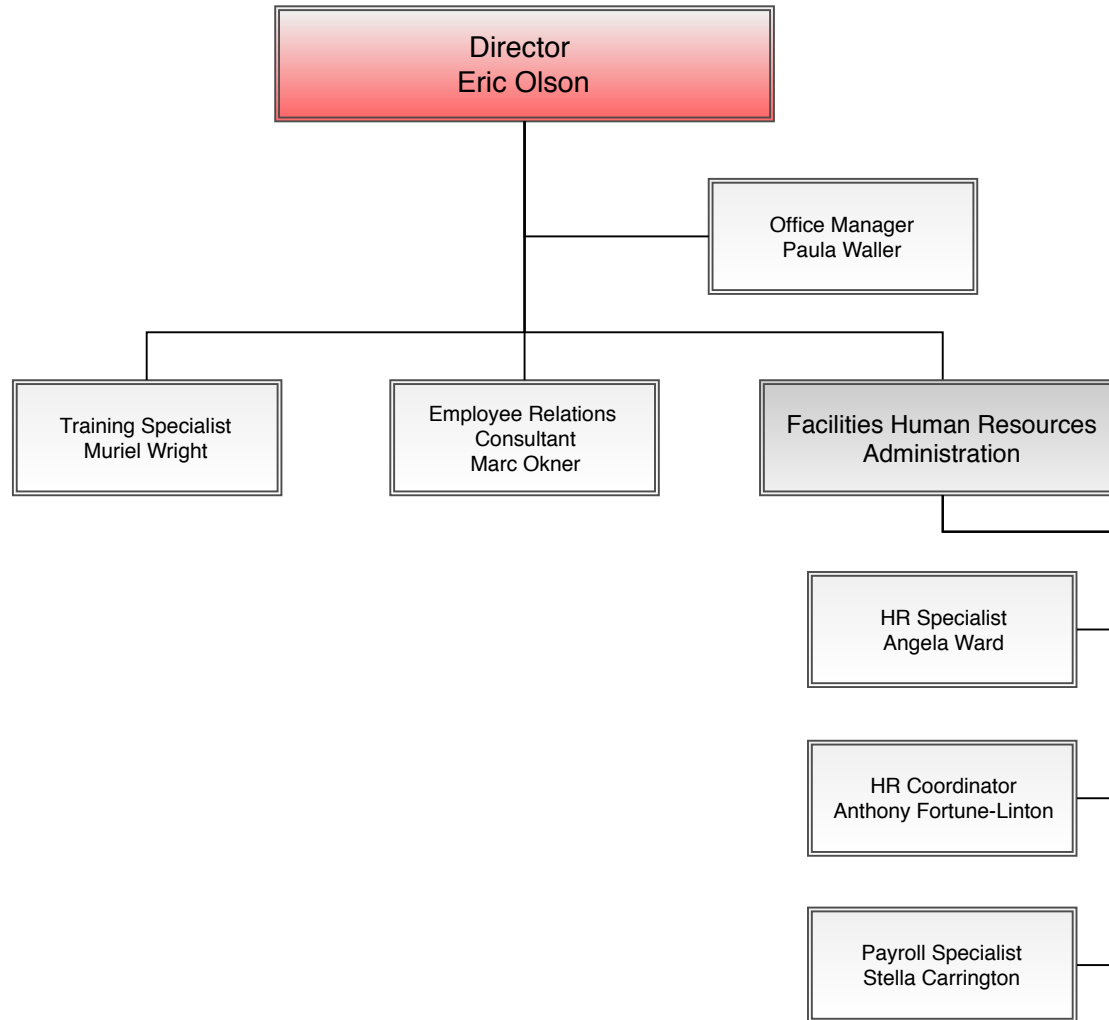 Director
Eric Olson
Office Manager
Paula Waller
Training Specialist
Muriel Wright
Employee Relations
Consultant
Marc Okner
Facilities Human Resources
Administration
HR Specialist
Angela Ward
HR Coordinator
Anthony Fortune-Linton
Payroll Specialist
Stella Carrington